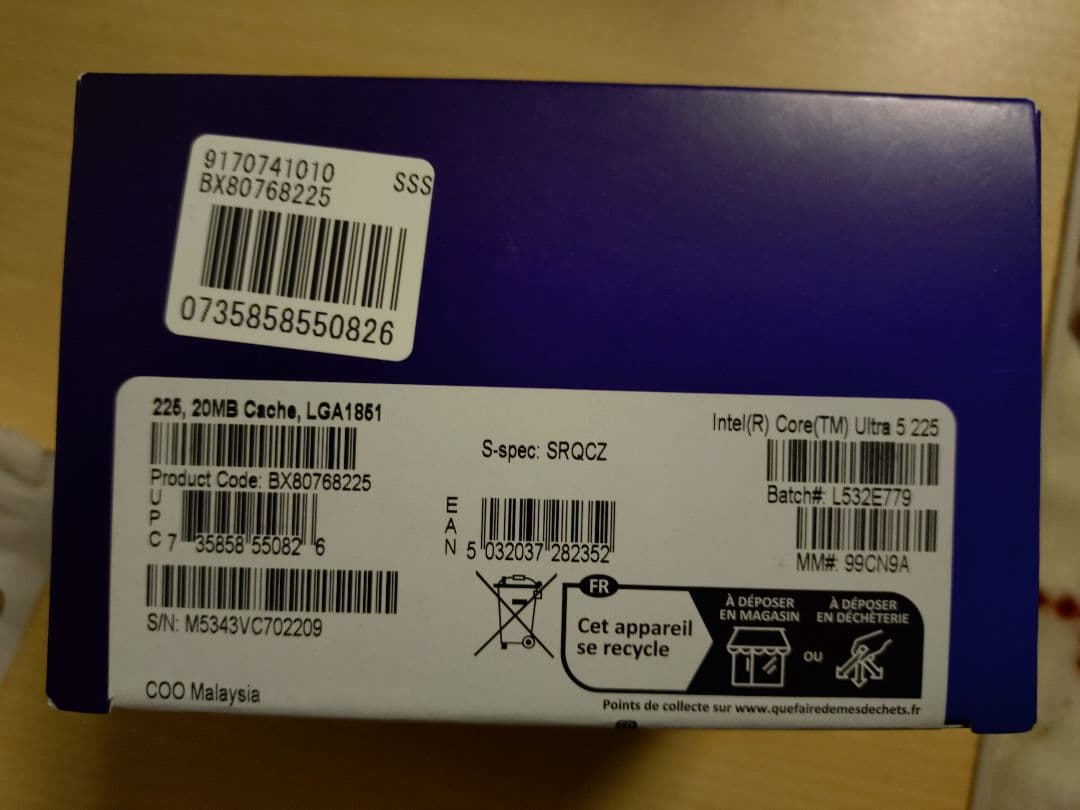 9170741010
BX80768225
SSS
0735858550826
225, 20MB Cache, LGA1851
Product Code: BX80768225
UPC 7 35858 55082 6
S/N: M5343VC702209
COO Malaysia
S-spec: SRQCZ
EAN 5 032037 282352
Intel(R) Core(TM) Ultra 5 225
Batch#: L532E779
MM#: 99CN9A
FR
Cet appareil
se recycle
À DÉPOSER
EN MAGASIN
OU
À DÉPOSER
EN DÉCHÈTERIE
Points de collecte sur www.quefairedemesdechets.fr